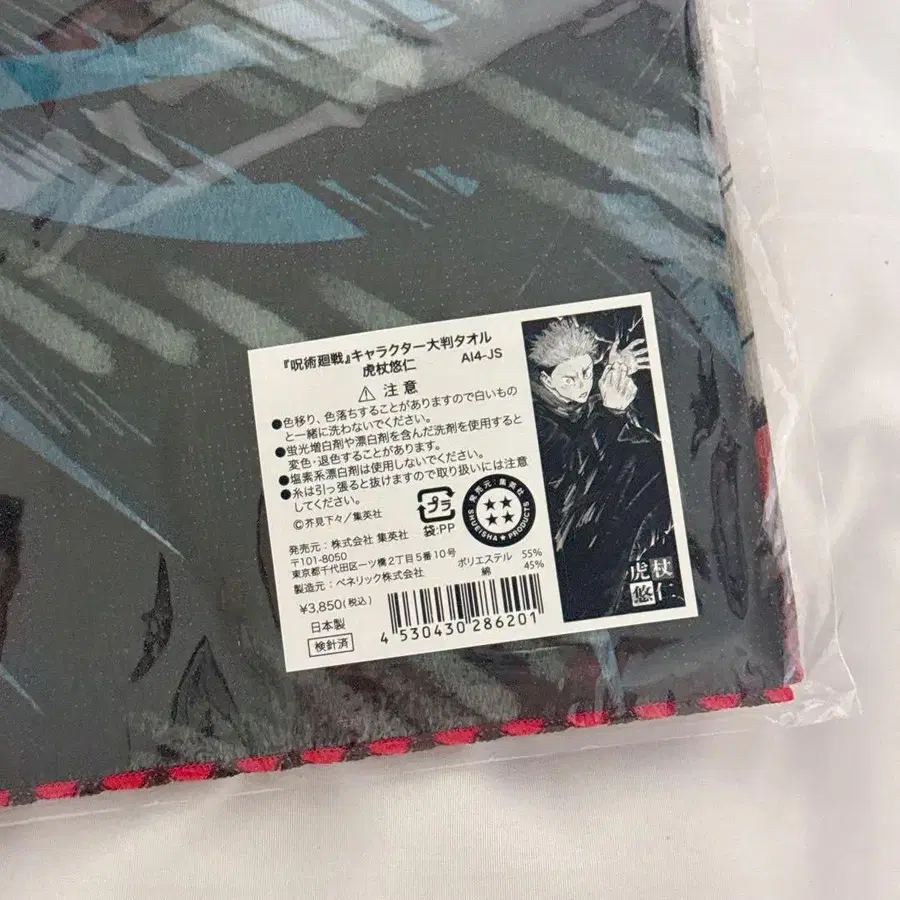 『呪術廻戦』キャラクター大判タオル
虎杖悠仁 AI4-JS
注意
●色移り、色落ちすることがありますので白いもの
と一緒に洗わないでください。
●蛍光増白剤や漂白剤を含んだ洗剤を使用すると
変色・退色することがあります。
●塩素系漂白剤は使用しないでください。
●糸は引っ張ると抜けますので取り扱いには注意
してください。
©芥見下々/集英社
プラ
袋:PP
発売元:集英社
SHUEISHA★PRODUCTS
発売元:株式会社 集英社
〒101-8050
東京都千代田区一ツ橋2丁目5番10号
製造元:ベネリック株式会社
ポリエステル 55%
綿 45%
¥3,850(税込)
日本製
検針済
4 530430 286201
虎杖
悠仁